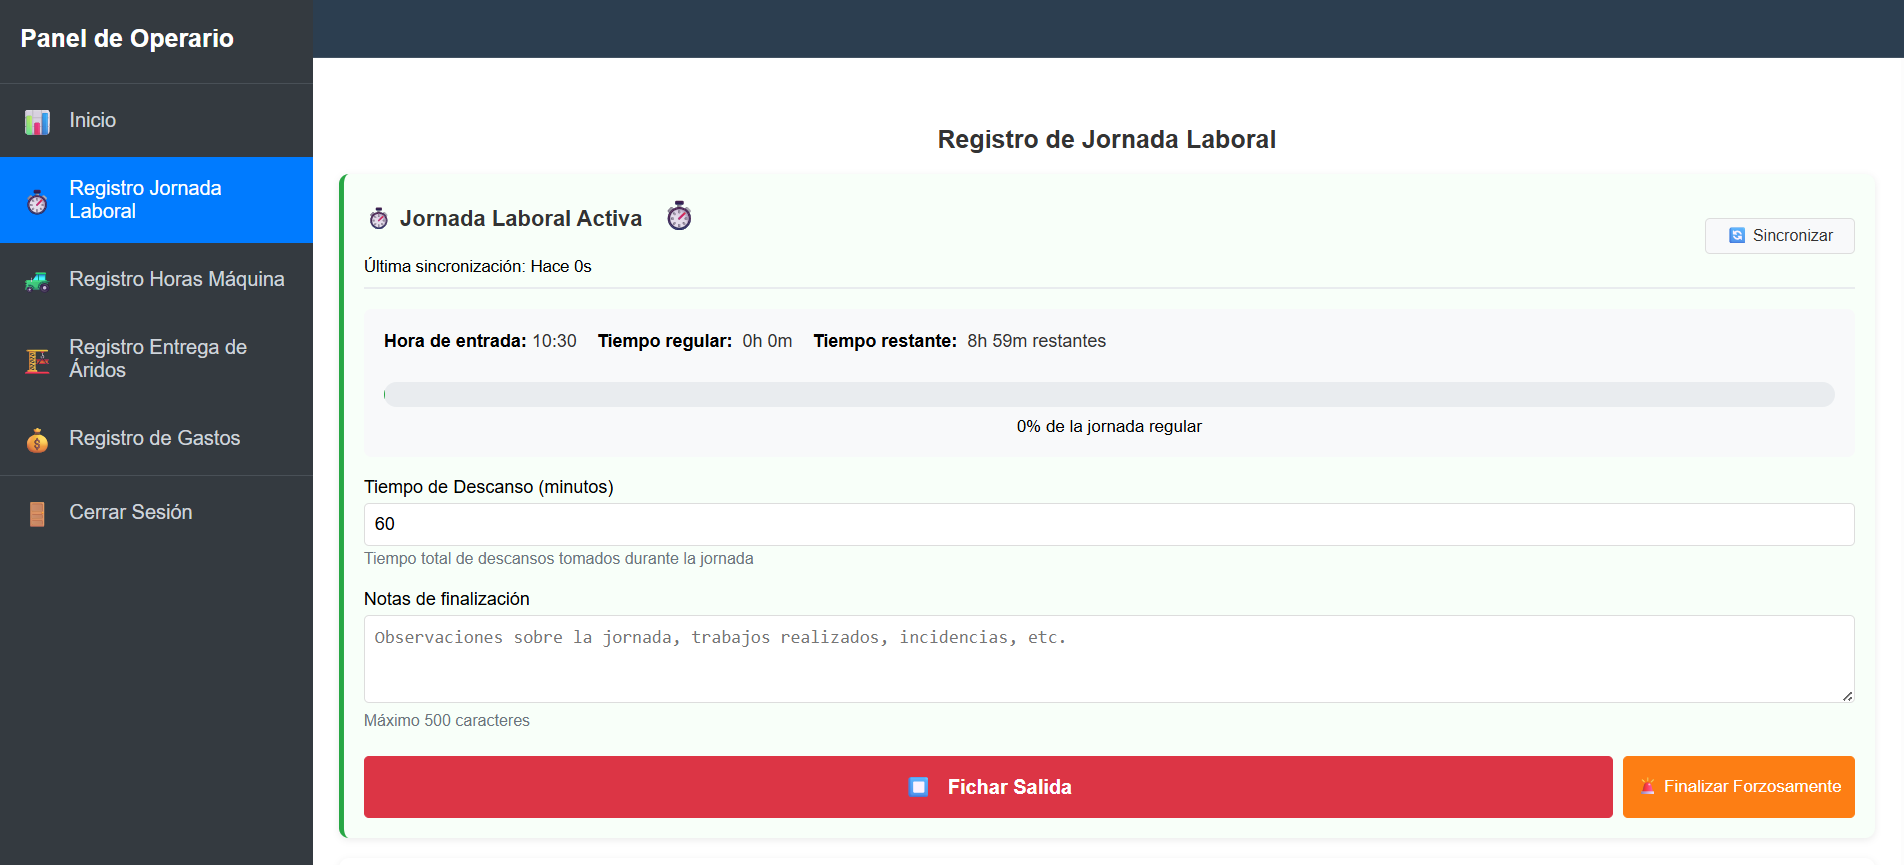 Panel de Operario
Inicio
Registro Jornada
Laboral
Registro Horas Máquina
Registro Entrega de
Áridos
Registro de Gastos
Cerrar Sesión
Registro de Jornada Laboral
Jornada Laboral Activa
Sincronizar
Última sincronización: Hace 0s
Hora de entrada: 10:30 Tiempo regular: 0h 0m Tiempo restante: 8h 59m restantes
0% de la jornada regular
Tiempo de Descanso (minutos)
60
Tiempo total de descansos tomados durante la jornada
Notas de finalización
Observaciones sobre la jornada, trabajos realizados, incidencias, etc.
Máximo 500 caracteres
Fichar Salida
Finalizar Forzosamente